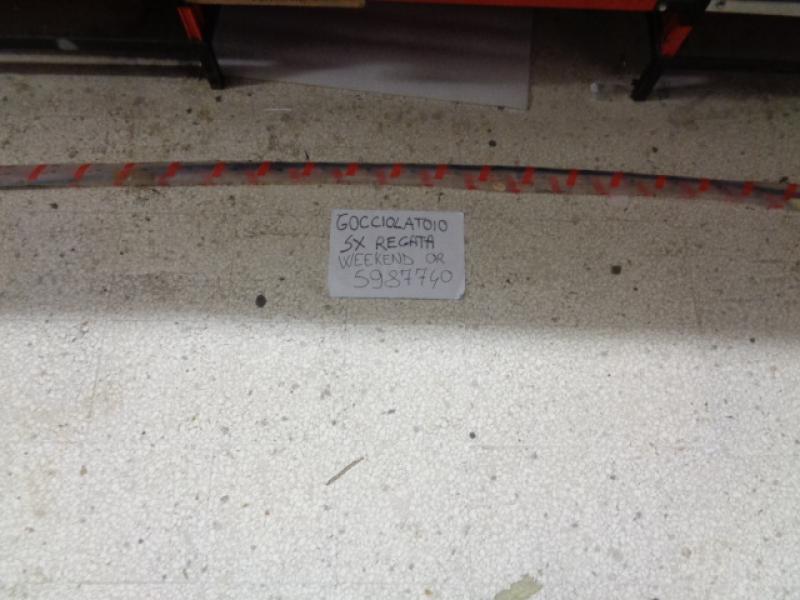 GOCCIOLATOIO
SX REGATA
WEEKEND OR
5987740